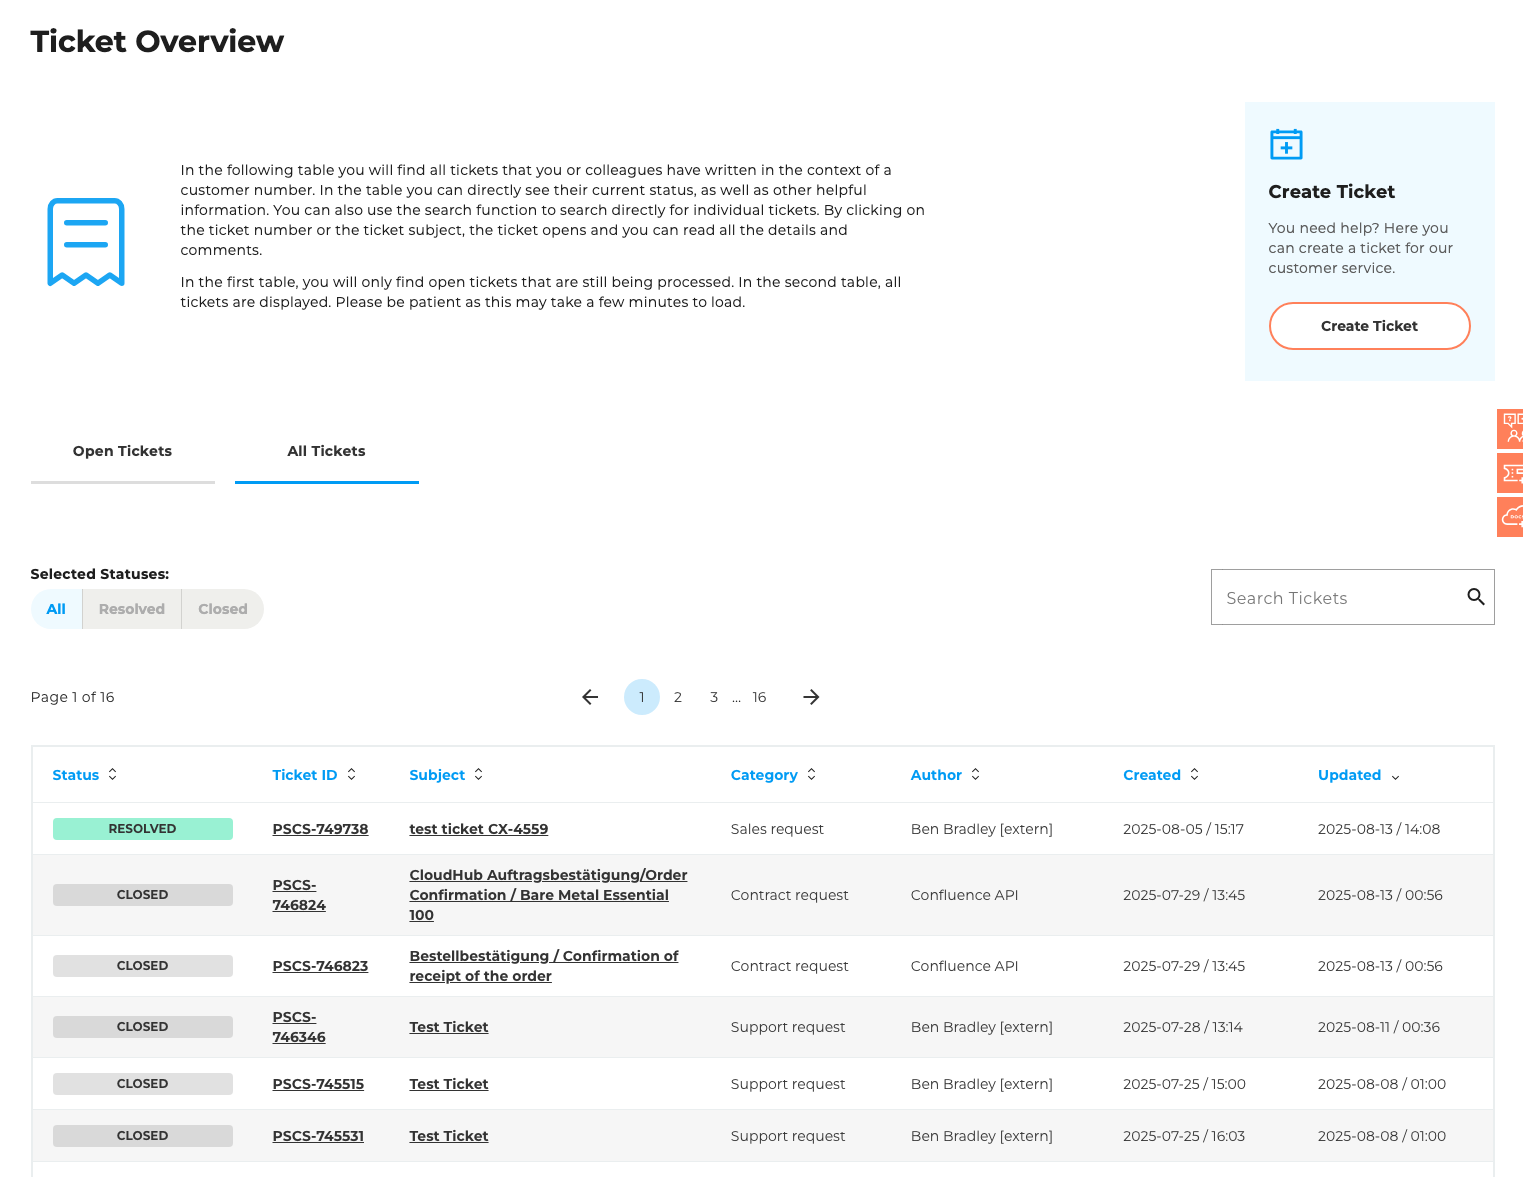 Ticket Overview
In the following table you will find all tickets that you or colleagues have written in the context of a
customer number. In the table you can directly see their current status, as well as other helpful
information. You can also use the search function to search directly for individual tickets. By clicking on
the ticket number or the ticket subject, the ticket opens and you can read all the details and
comments.
In the first table, you will only find open tickets that are still being processed. In the second table, all
tickets are displayed. Please be patient as this may take a few minutes to load.
Create Ticket
You need help? Here you
can create a ticket for our
customer service.
Create Ticket
Open Tickets All Tickets
Selected Statuses:
All Resolved Closed
Search Tickets
Page 1 of 16
1 2 3 ... 16
Status Ticket ID Subject Category Author Created Updated
RESOLVED PSCS-749738 test ticket CX-4559 Sales request Ben Bradley [extern] 2025-08-05 / 15:17 2025-08-13 / 14:08
CLOSED
PSCS-
746824
CloudHub Auftragsbestätigung/Order
Confirmation / Bare Metal Essential
100
Contract request Confluence API 2025-07-29 / 13:45 2025-08-13 / 00:56
CLOSED PSCS-746823
Bestellbestätigung / Confirmation of
receipt of the order
Contract request Confluence API 2025-07-29 / 13:45 2025-08-13 / 00:56
CLOSED
PSCS-
746346
Test Ticket Support request Ben Bradley [extern] 2025-07-28 / 13:14 2025-08-11 / 00:36
CLOSED PSCS-745515 Test Ticket Support request Ben Bradley [extern] 2025-07-25 / 15:00 2025-08-08 / 01:00
CLOSED PSCS-745531 Test Ticket Support request Ben Bradley [extern] 2025-07-25 / 16:03 2025-08-08 / 01:00